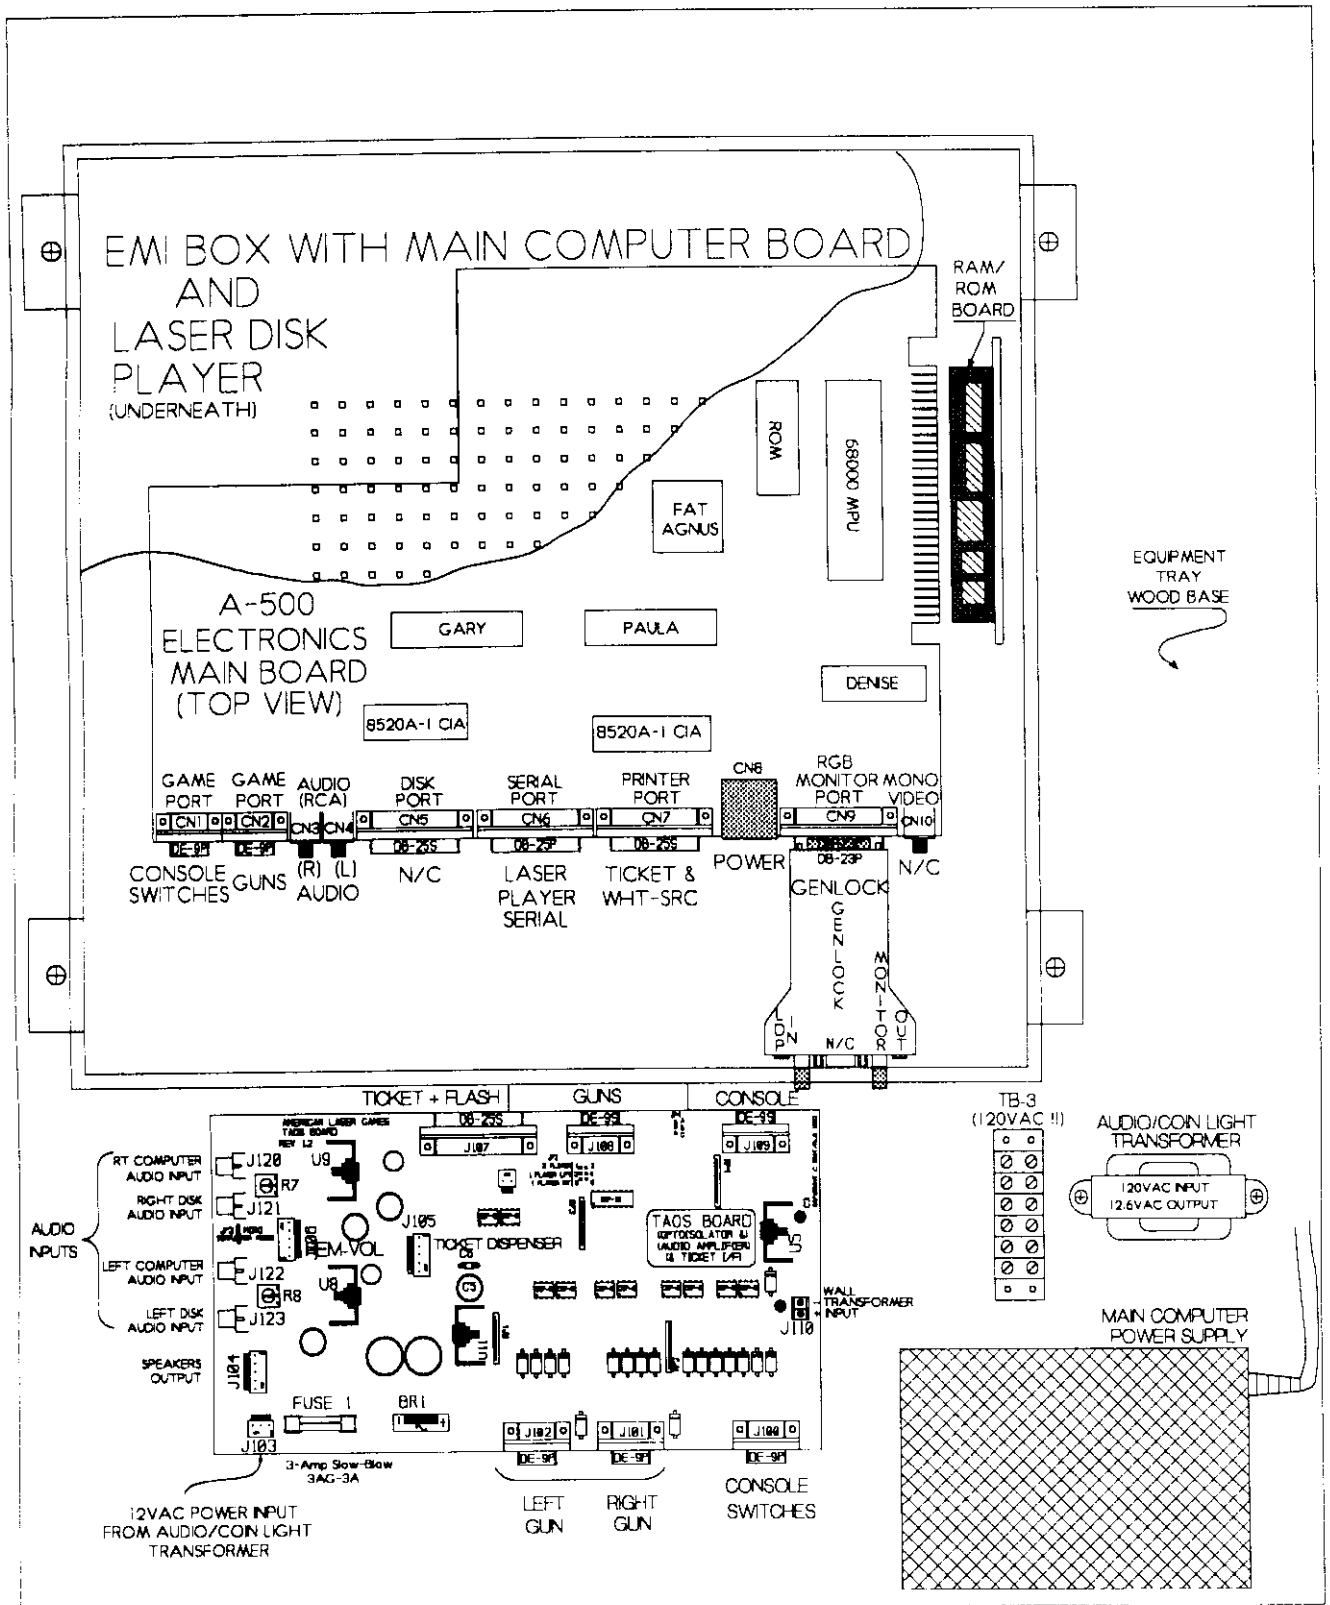 EMI BOX WITH MAIN COMPUTER BOARD
AND
LASER DISK
PLAYER
(UNDERNEATH)
RAM/
ROM
BOARD
ROM
68000 MPU
FAT
AGNUS
EQUIPMENT
TRAY
WOOD BASE
A-500
ELECTRONICS
MAIN BOARD
(TOP VIEW)
GARY
PAULA
DENISE
8520A-1 CIA
8520A-1 CIA
GAME
PORT
GAME
PORT
AUDIO
(RCA)
DISK
PORT
SERIAL
PORT
PRINTER
PORT
CN8
RGB
MONITOR
PORT
MONO
VIDEO
CN1
CN2
CN3
CN4
CN5
CN6
CN7
CN9
CN10
DE-9P
DE-9P
DB-25S
DB-25P
DB-25S
DB-23P
CONSOLE
SWITCHES
GUNS
(R) (L)
AUDIO
N/C
LASER
PLAYER
SERIAL
TICKET &
WHT-SRC
POWER
GENLOCK
N/C
GENLOCK
MONITOR
OUT
LDP
IN
N/C
TICKET + FLASH
GUNS
CONSOLE
DB-25S
DE-9S
DE-9S
AMERICAN LASER GAMES
TAOS BOARD
REV 1.2
J107
J108
J109
TB-3
(120VAC !!)
AUDIO/COIN LIGHT
TRANSFORMER
120VAC INPUT
12.6VAC OUTPUT
AUDIO
INPUTS
RT COMPUTER
AUDIO INPUT
RIGHT DISK
AUDIO INPUT
LEFT COMPUTER
AUDIO INPUT
LEFT DISK
AUDIO INPUT
J120
R7
J121
J122
R8
J123
U9
U8
J105
TICKET DISPENSER
TAOS BOARD
(OPTOISOLATOR &)
(AUDIO AMPLIFIER)
(& TICKET I/F)
U5
U11
WALL
TRANSFORMER
INPUT
J110
SPEAKERS
OUTPUT
J104
FUSE 1
BR1
J103
3-Amp Slow-Blow
3AG-3A
J102
J101
J100
DE-9P
DE-9P
DE-9P
LEFT
GUN
RIGHT
GUN
CONSOLE
SWITCHES
12VAC POWER INPUT
FROM AUDIO/COIN LIGHT
TRANSFORMER
MAIN COMPUTER
POWER SUPPLY